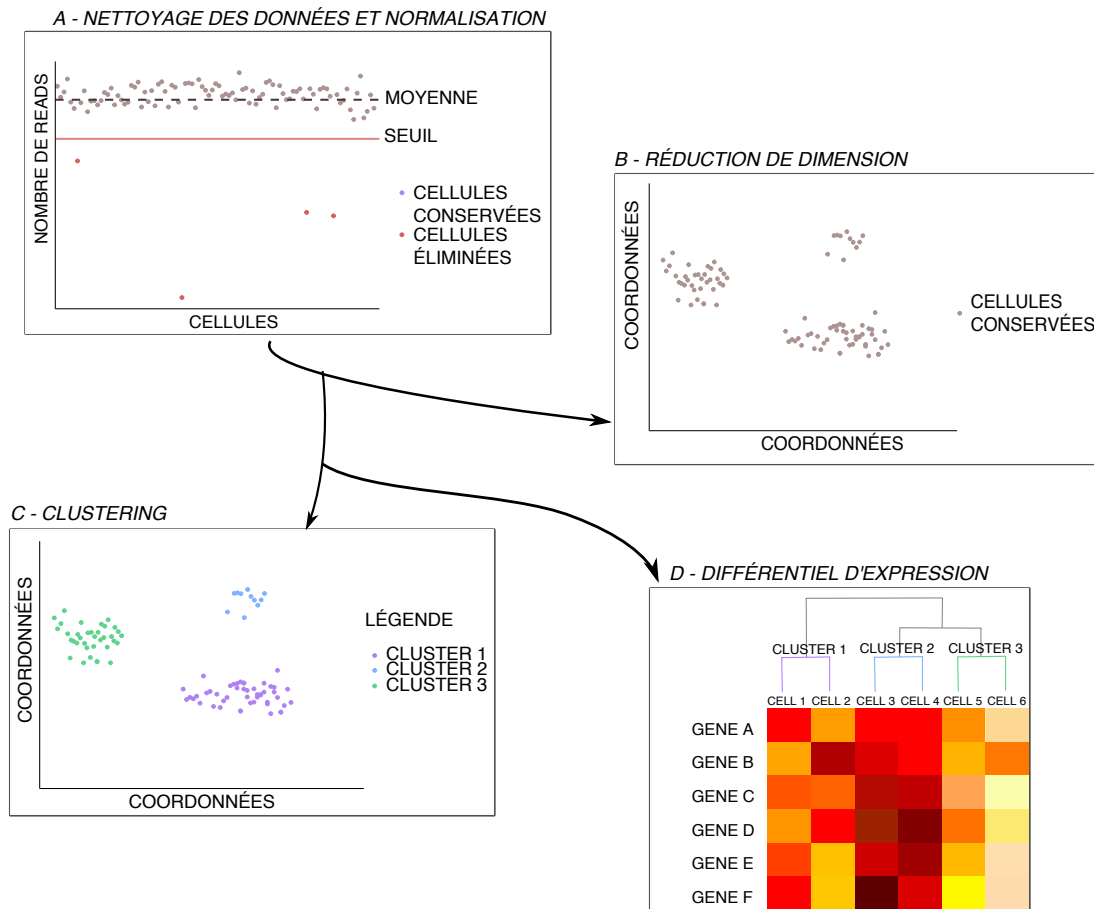 A - NETTOYAGE DES DONNÉES ET NORMALISATION
NOMBRE DE READS
MOYENNE
SEUIL
CELLULES
CONSERVÉES
CELLULES
ÉLIMINÉES
CELLULES
B - RÉDUCTION DE DIMENSION
COORDONNÉES
CELLULES
CONSERVÉES
COORDONNÉES
C - CLUSTERING
COORDONNÉES
LÉGENDE
CLUSTER 1
CLUSTER 2
CLUSTER 3
COORDONNÉES
D - DIFFÉRENTIEL D'EXPRESSION
CLUSTER 1 CLUSTER 2 CLUSTER 3
CELL 1 CELL 2 CELL 3 CELL 4 CELL 5 CELL 6
GENE A
GENE B
GENE C
GENE D
GENE E
GENE F